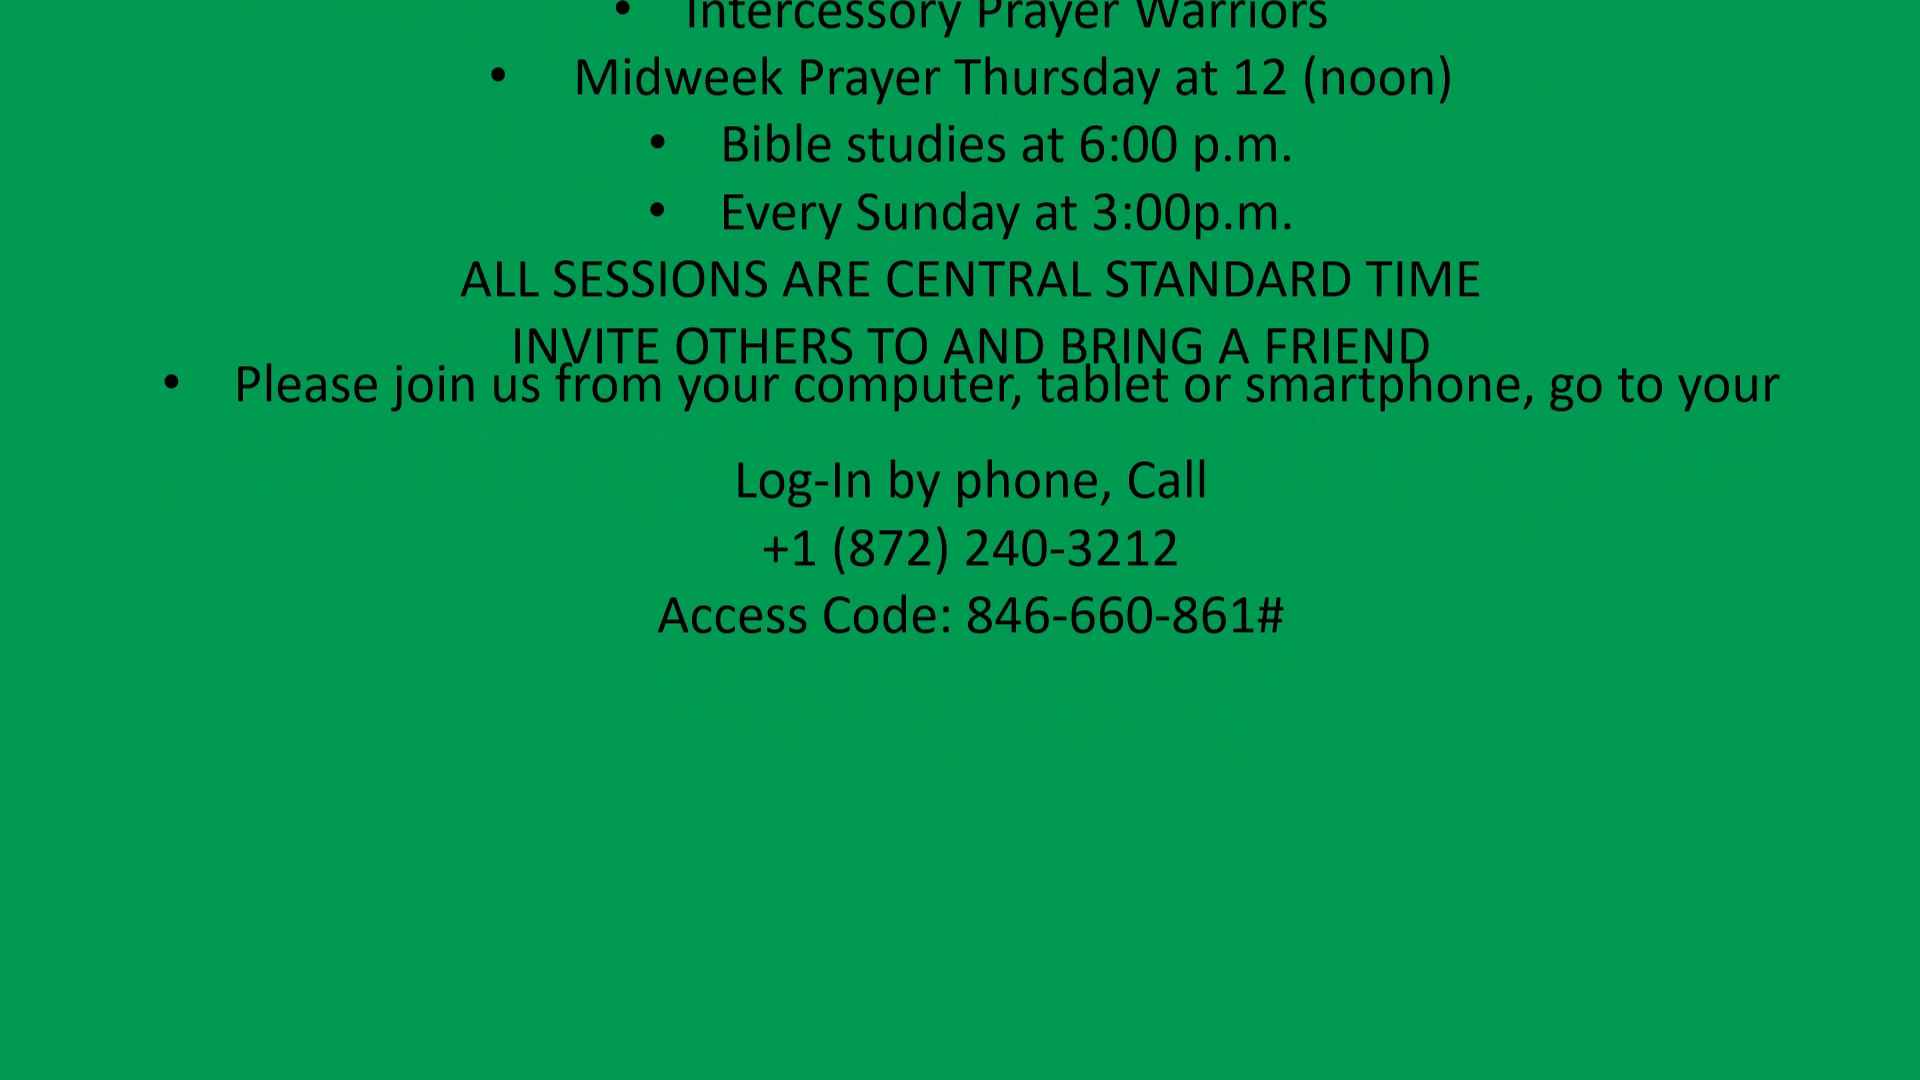 • Intercessory Prayer Warriors
• Midweek Prayer Thursday at 12 (noon)
• Bible studies at 6:00 p.m.
• Every Sunday at 3:00p.m.
ALL SESSIONS ARE CENTRAL STANDARD TIME
INVITE OTHERS TO AND BRING A FRIEND
• Please join us from your computer, tablet or smartphone, go to your
Log-In by phone, Call
+1 (872) 240-3212
Access Code: 846-660-861#